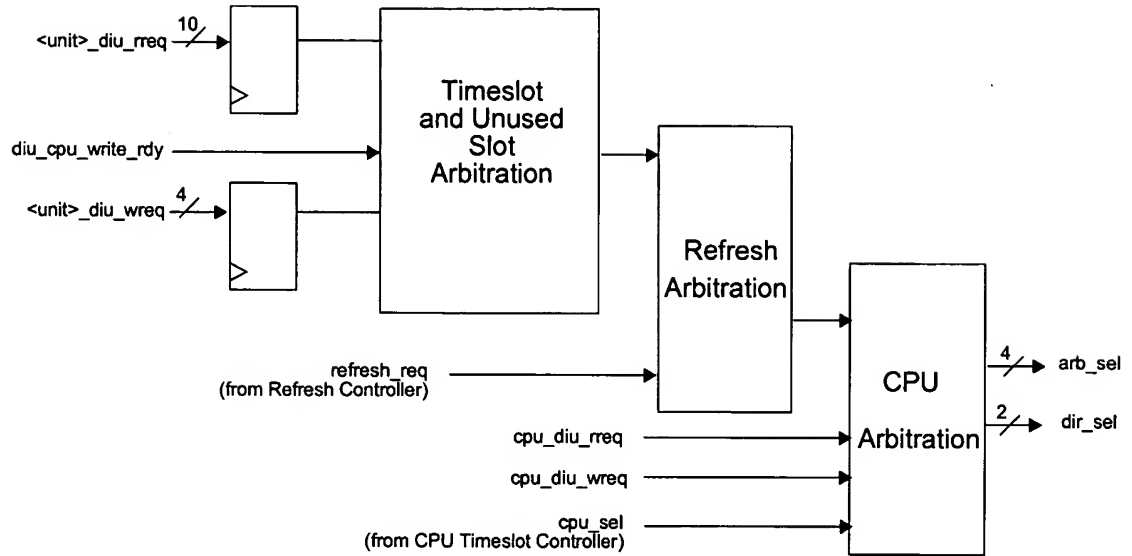 10
<unit>_diu_rreq
Timeslot
and Unused
Slot
Arbitration
diu_cpu_write_rdy
4
<unit>_diu_wreq
Refresh
Arbitration
refresh_req
(from Refresh Controller)
CPU
Arbitration
4
arb_sel
2
dir_sel
cpu_diu_rreq
cpu_diu_wreq
cpu_sel
(from CPU Timeslot Controller)